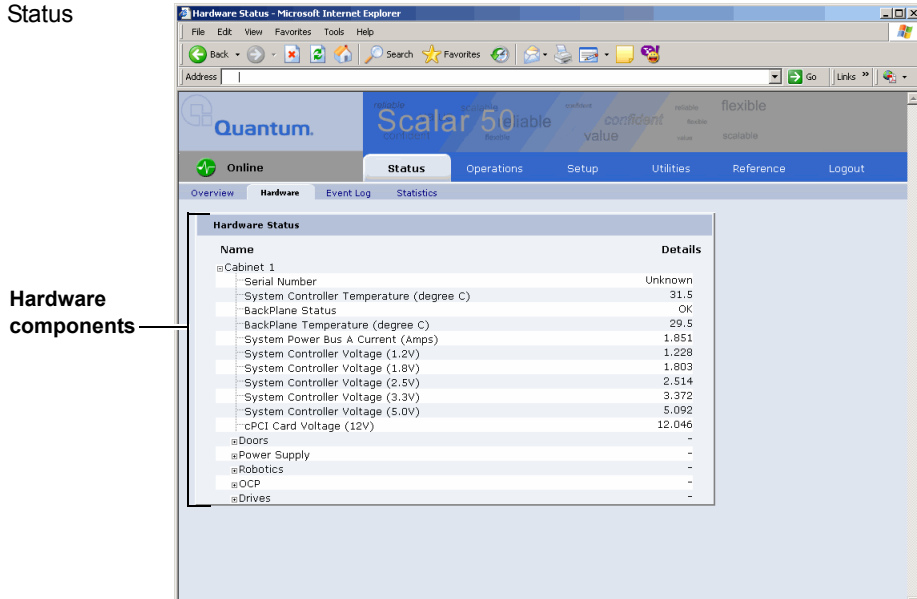 Status
Hardware Status - Microsoft Internet Explorer
File Edit View Favorites Tools Help
Back Search Favorites
Address Go Links »
Quantum.
Scalar 50
reliable
value
confident
reliable
flexible
value
flexible
scalable
Online Status Operations Setup Utilities Reference Logout
Overview Hardware Event Log Statistics
Hardware Status
Name Details
Cabinet 1
Serial Number Unknown
System Controller Temperature (degree C) 31.5
BackPlane Status OK
BackPlane Temperature (degree C) 29.5
System Power Bus A Current (Amps) 1.851
System Controller Voltage (1.2V) 1.228
System Controller Voltage (1.8V) 1.803
System Controller Voltage (2.5V) 2.514
System Controller Voltage (3.3V) 3.372
System Controller Voltage (5.0V) 5.092
cPCI Card Voltage (12V) 12.046
Doors -
Power Supply -
Robotics -
OCP -
Drives -
Hardware
components